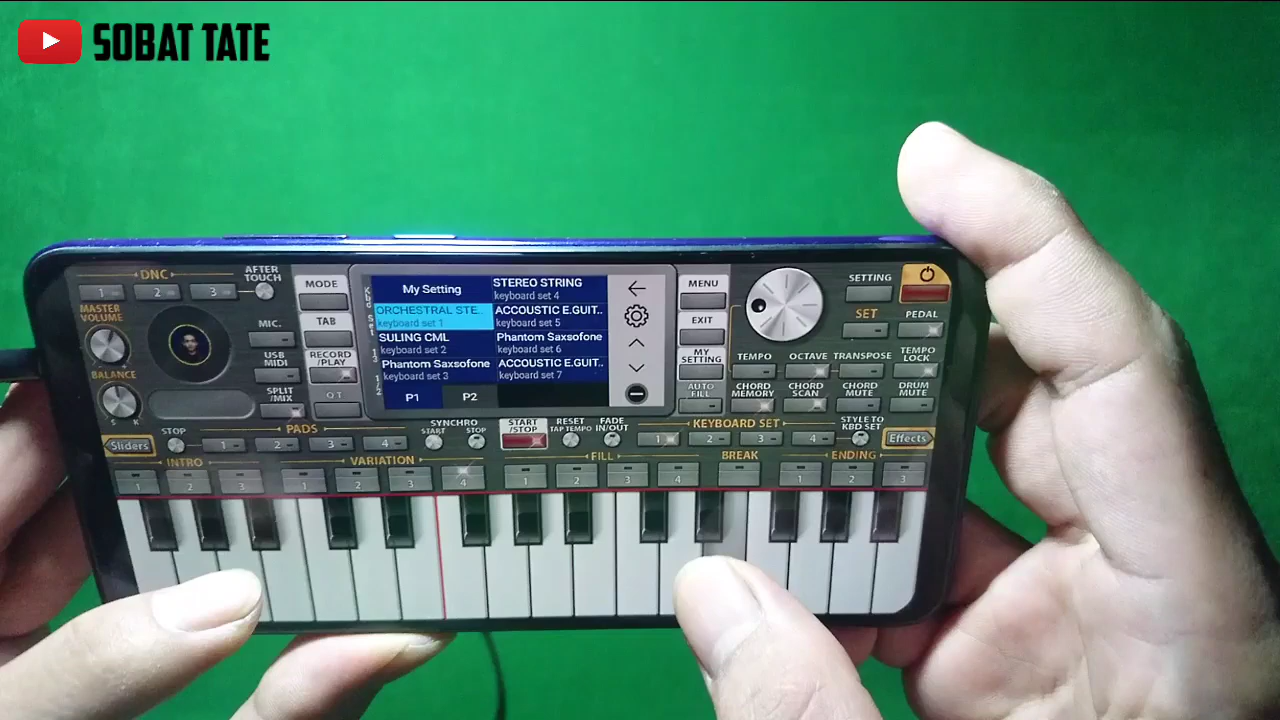 SOBAT TATE
DNC
AFTER TOUCH
1 2 3
MASTER VOLUME
MIC.
USB MIDI
BALANCE
S K
SPLIT /MIX
MODE
TAB
RECORD /PLAY
My Setting
STEREO STRING
keyboard set 4
ORCHESTRAL STE..
keyboard set 1
ACCOUSTIC E.GUIT..
keyboard set 5
SULING CML
keyboard set 2
Phantom Saxsofone
keyboard set 6
Phantom Saxsofone
keyboard set 3
ACCOUSTIC E.GUIT..
keyboard set 7
P1 P2
MENU
EXIT
MY SETTING
AUTO FILL
SETTING
SET
PEDAL
TEMPO
OCTAVE
TRANSPOSE
TEMPO LOCK
CHORD MEMORY
CHORD SCAN
CHORD MUTE
DRUM MUTE
Sliders
STOP
PADS
1 2 3 4
SYNCHRO
START STOP
START /STOP
RESET
TAP TEMPO
FADE IN/OUT
KEYBOARD SET
1 2 3 4
STYLE TO KBD SET
Effects
INTRO
VARIATION
FILL
BREAK
ENDING
2 3
1 2 3 4
1 2 3 4
1 2 3